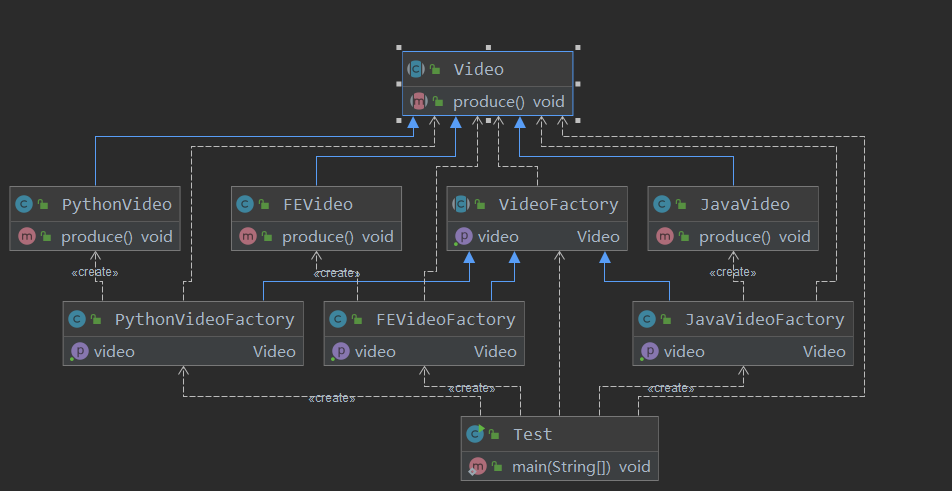 Video
produce() void
PythonVideo
produce() void
FEVideo
produce() void
VideoFactory
video Video
JavaVideo
produce() void
«create»
«create»
«create»
PythonVideoFactory
video Video
FEVideoFactory
video Video
JavaVideoFactory
video Video
«create»
«create»
«create»
Test
main(String[]) void